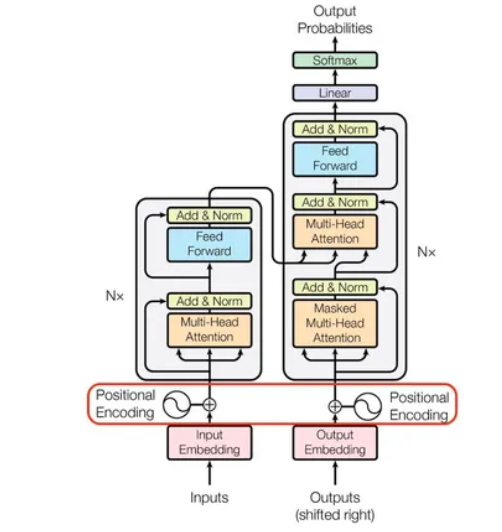 Output
Probabilities
Softmax
Linear
Add & Norm
Feed
Forward
Add & Norm
Multi-Head
Attention
Nx
Add & Norm
Masked
Multi-Head
Attention
Add & Norm
Feed
Forward
Nx
Add & Norm
Multi-Head
Attention
Positional
Encoding
Positional
Encoding
Input
Embedding
Output
Embedding
Inputs
Outputs
(shifted right)